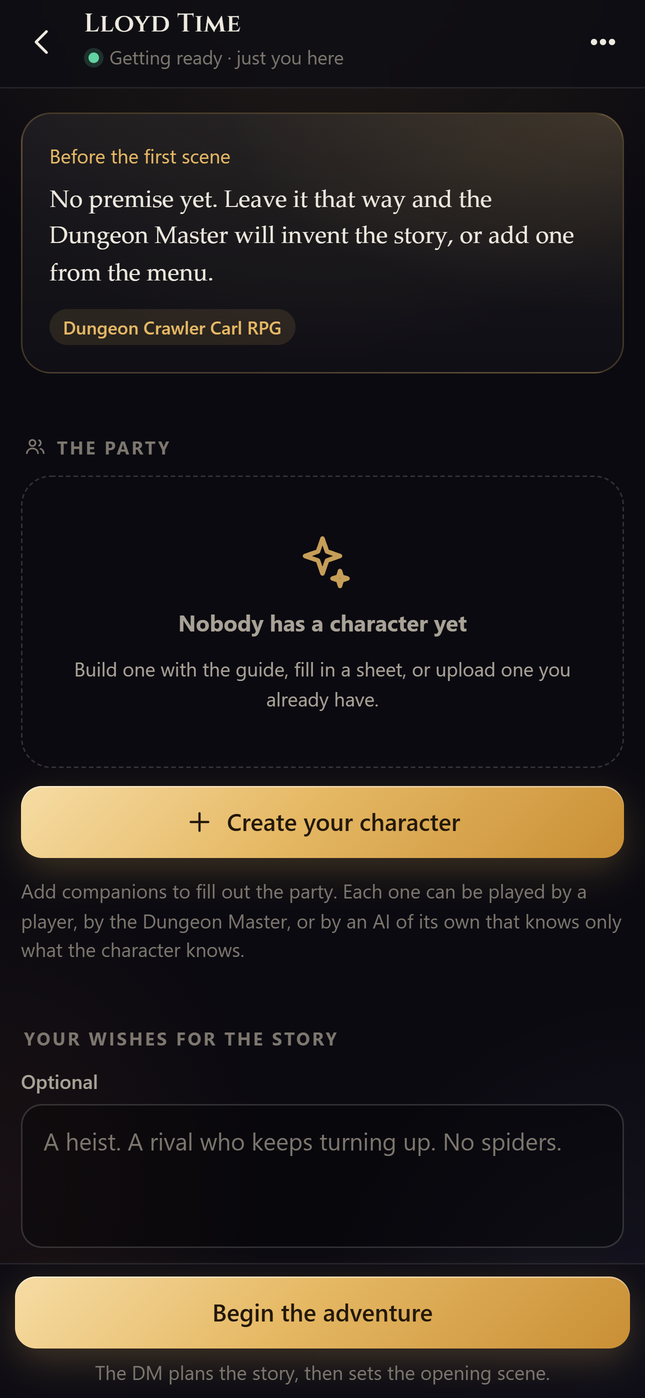 Lloyd Time
Getting ready · just you here
Before the first scene
No premise yet. Leave it that way and the
Dungeon Master will invent the story, or add one
from the menu.
Dungeon Crawler Carl RPG
THE PARTY
Nobody has a character yet
Build one with the guide, fill in a sheet, or upload one you
already have.
Create your character
Add companions to fill out the party. Each one can be played by a
player, by the Dungeon Master, or by an AI of its own that knows only
what the character knows.
YOUR WISHES FOR THE STORY
Optional
A heist. A rival who keeps turning up. No spiders.
Begin the adventure
The DM plans the story, then sets the opening scene.